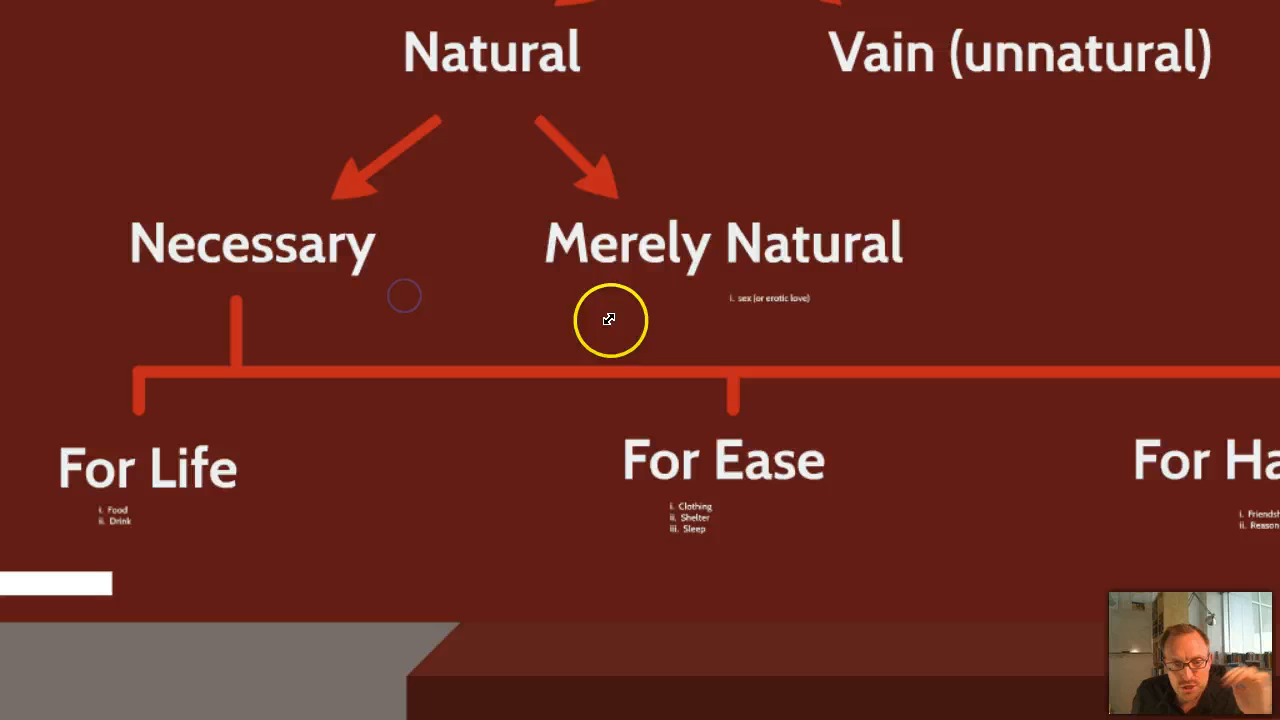 Natural
Vain (unnatural)
Necessary
Merely Natural
i. sex (or erotic love)
For Life
i. Food
ii. Drink
For Ease
i. Clothing
ii. Shelter
iii. Sleep
For Ha
i. Friendsh
ii. Reason